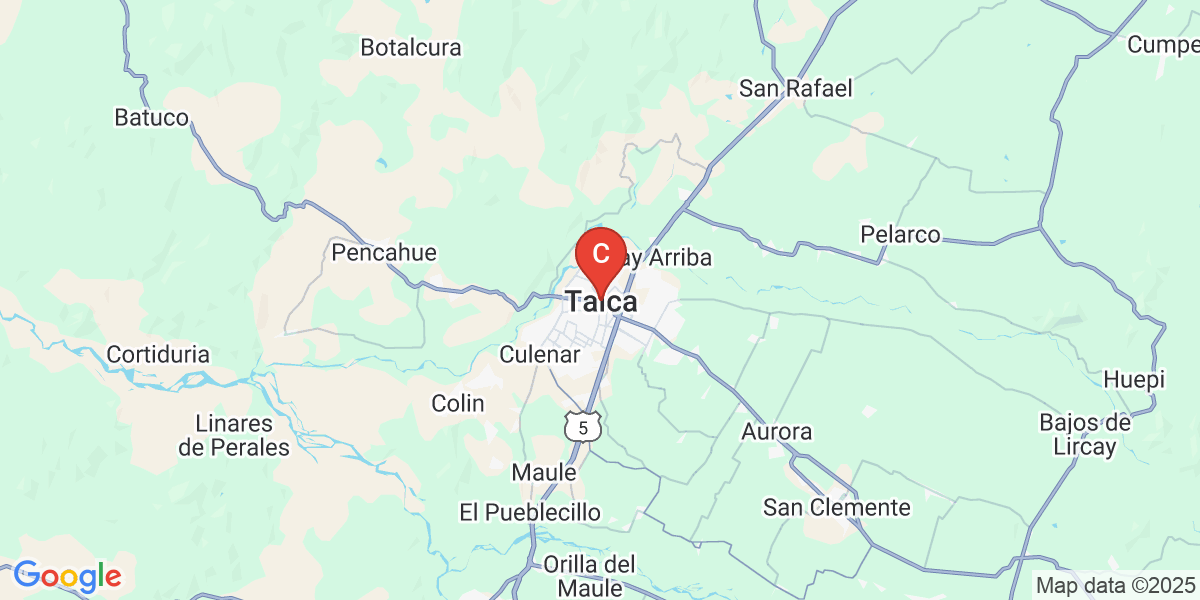 Botalcura
Cumpe
San Rafael
Batuco
Pelarco
Pencahue
C
ay Arriba
Talca
Cortiduria
Culenar
Huepi
Colin
Linares
de Perales
5
Aurora
Bajos de
Lircay
Maule
El Pueblecillo
San Clemente
Orilla del
Maule
Google
Map data ©2025